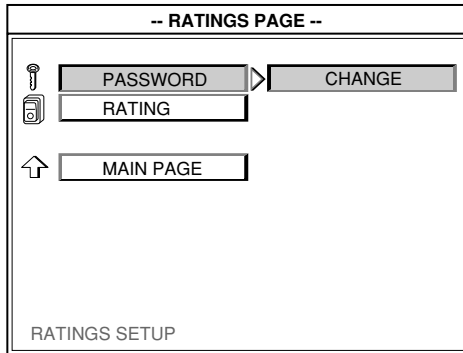 -- RATINGS PAGE --
PASSWORD CHANGE
RATING
MAIN PAGE
RATINGS SETUP